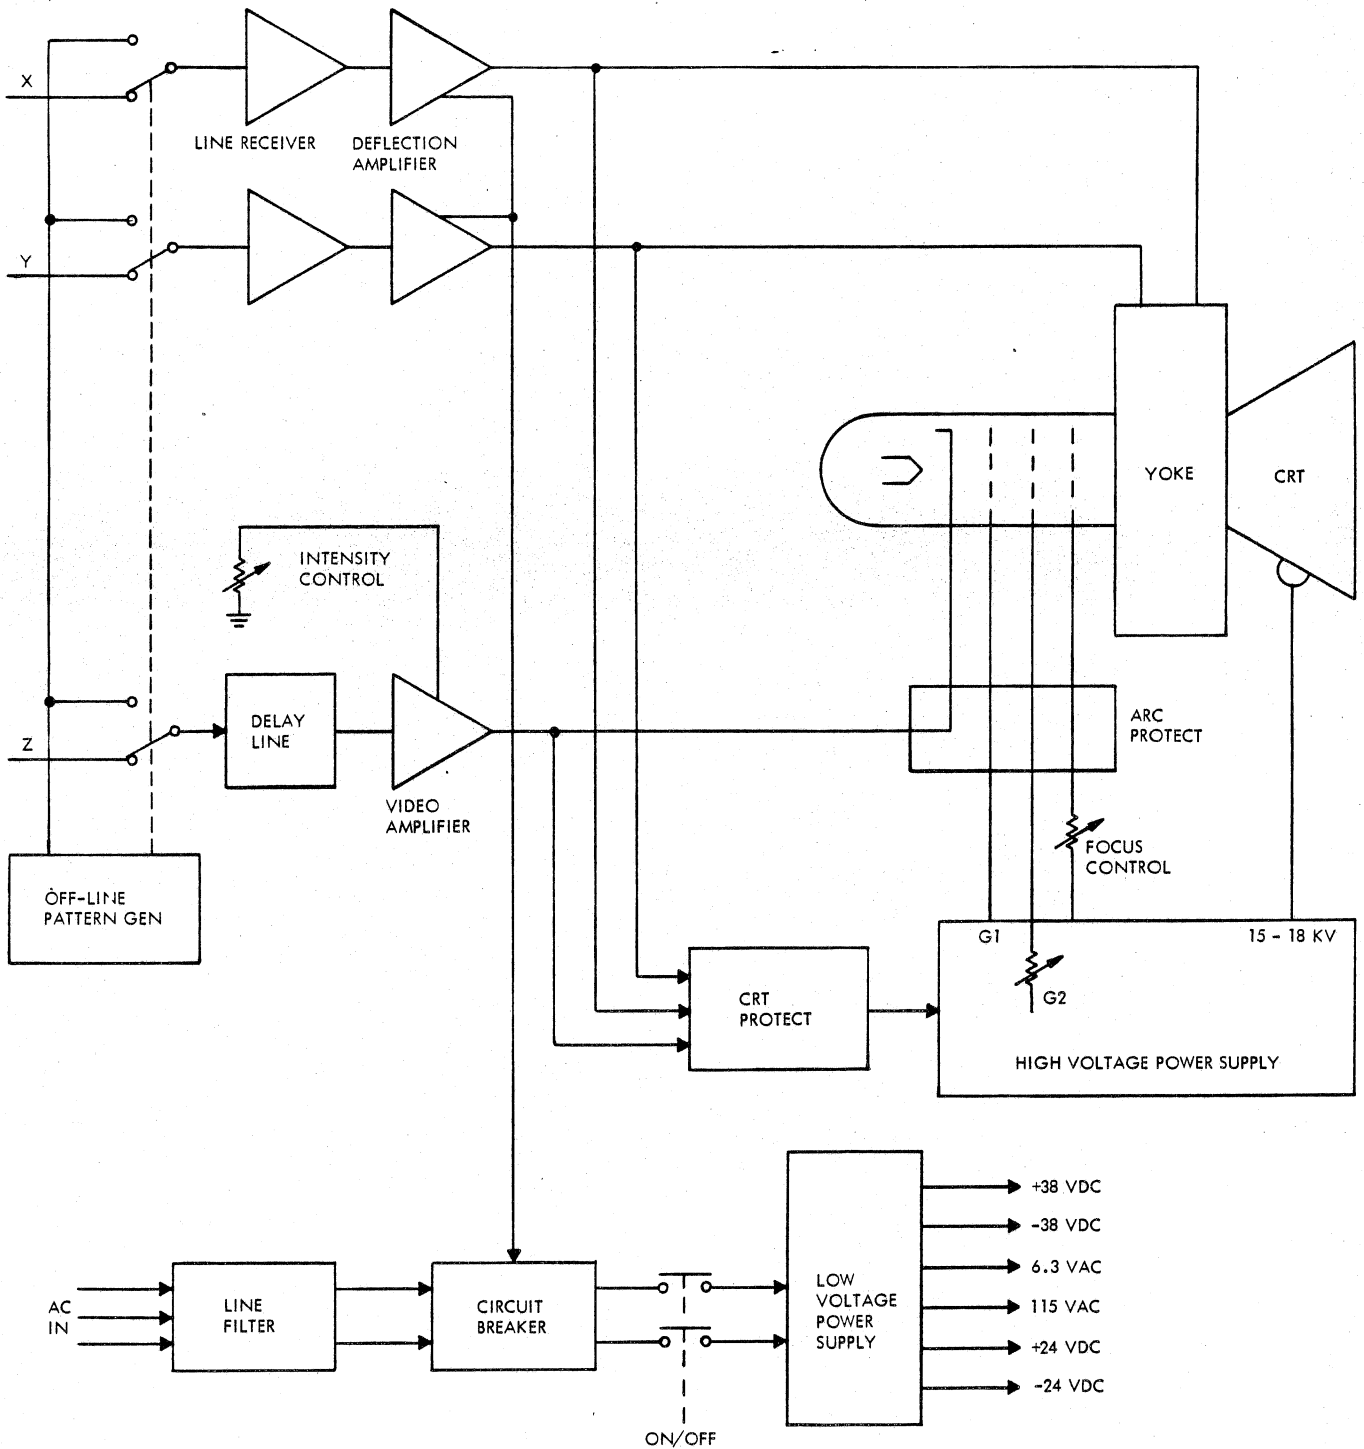 X
LINE RECEIVER
DEFLECTION
AMPLIFIER
Y
YOKE
CRT
INTENSITY
CONTROL
Z
DELAY
LINE
ARC
PROTECT
VIDEO
AMPLIFIER
FOCUS
CONTROL
OFF-LINE
PATTERN GEN
G1
15 - 18 KV
G2
CRT
PROTECT
HIGH VOLTAGE POWER SUPPLY
+38 VDC
-38 VDC
6.3 VAC
115 VAC
+24 VDC
-24 VDC
AC
IN
LINE
FILTER
CIRCUIT
BREAKER
LOW
VOLTAGE
POWER
SUPPLY
ON/OFF